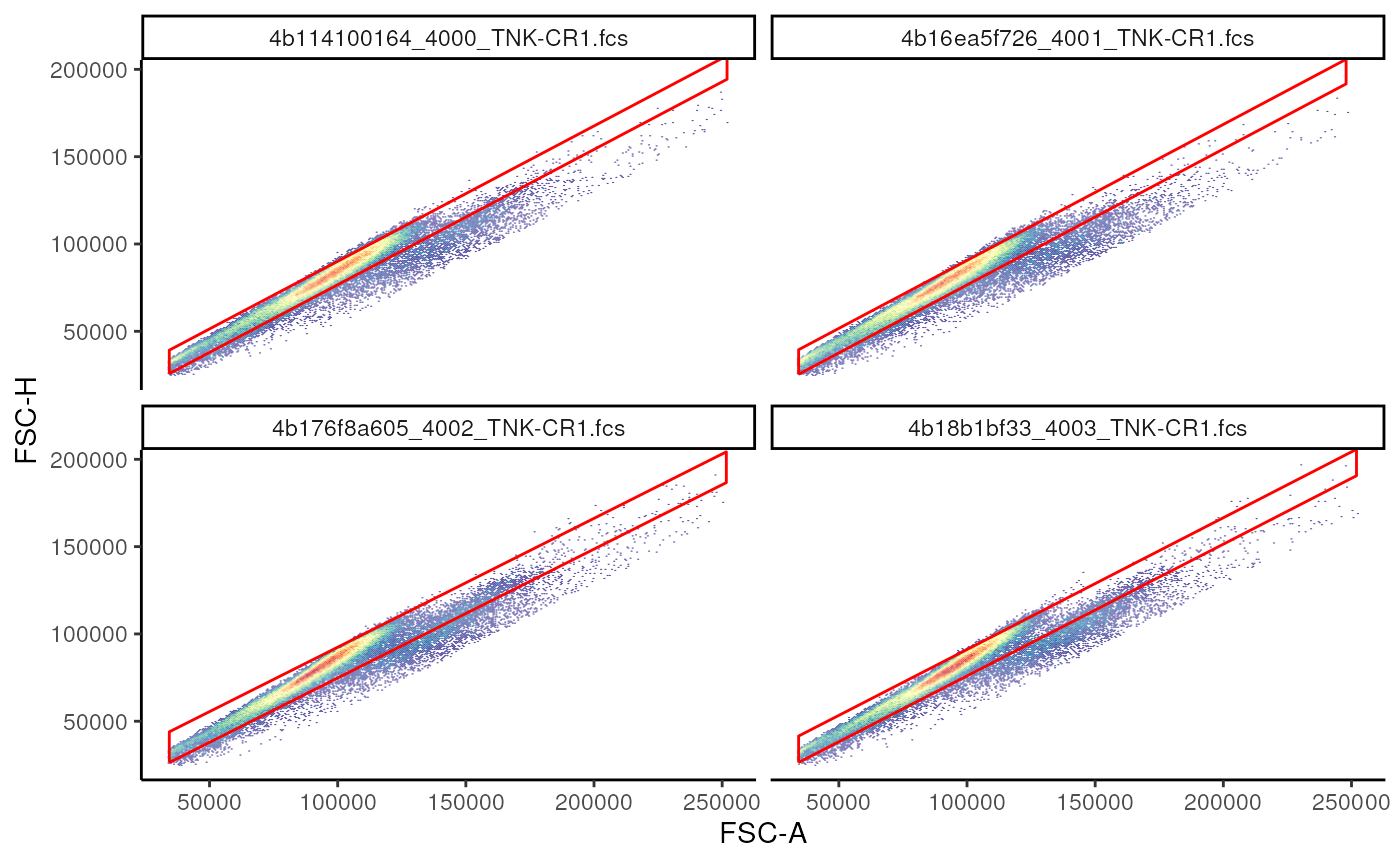 4b114100164_4000_TNK-CR1.fcs
4b16ea5f726_4001_TNK-CR1.fcs
200000
150000
100000
50000
4b176f8a605_4002_TNK-CR1.fcs
4b18b1bf33_4003_TNK-CR1.fcs
200000
150000
100000
50000
FSC-H
50000 100000 150000 200000 250000
50000 100000 150000 200000 250000
FSC-A